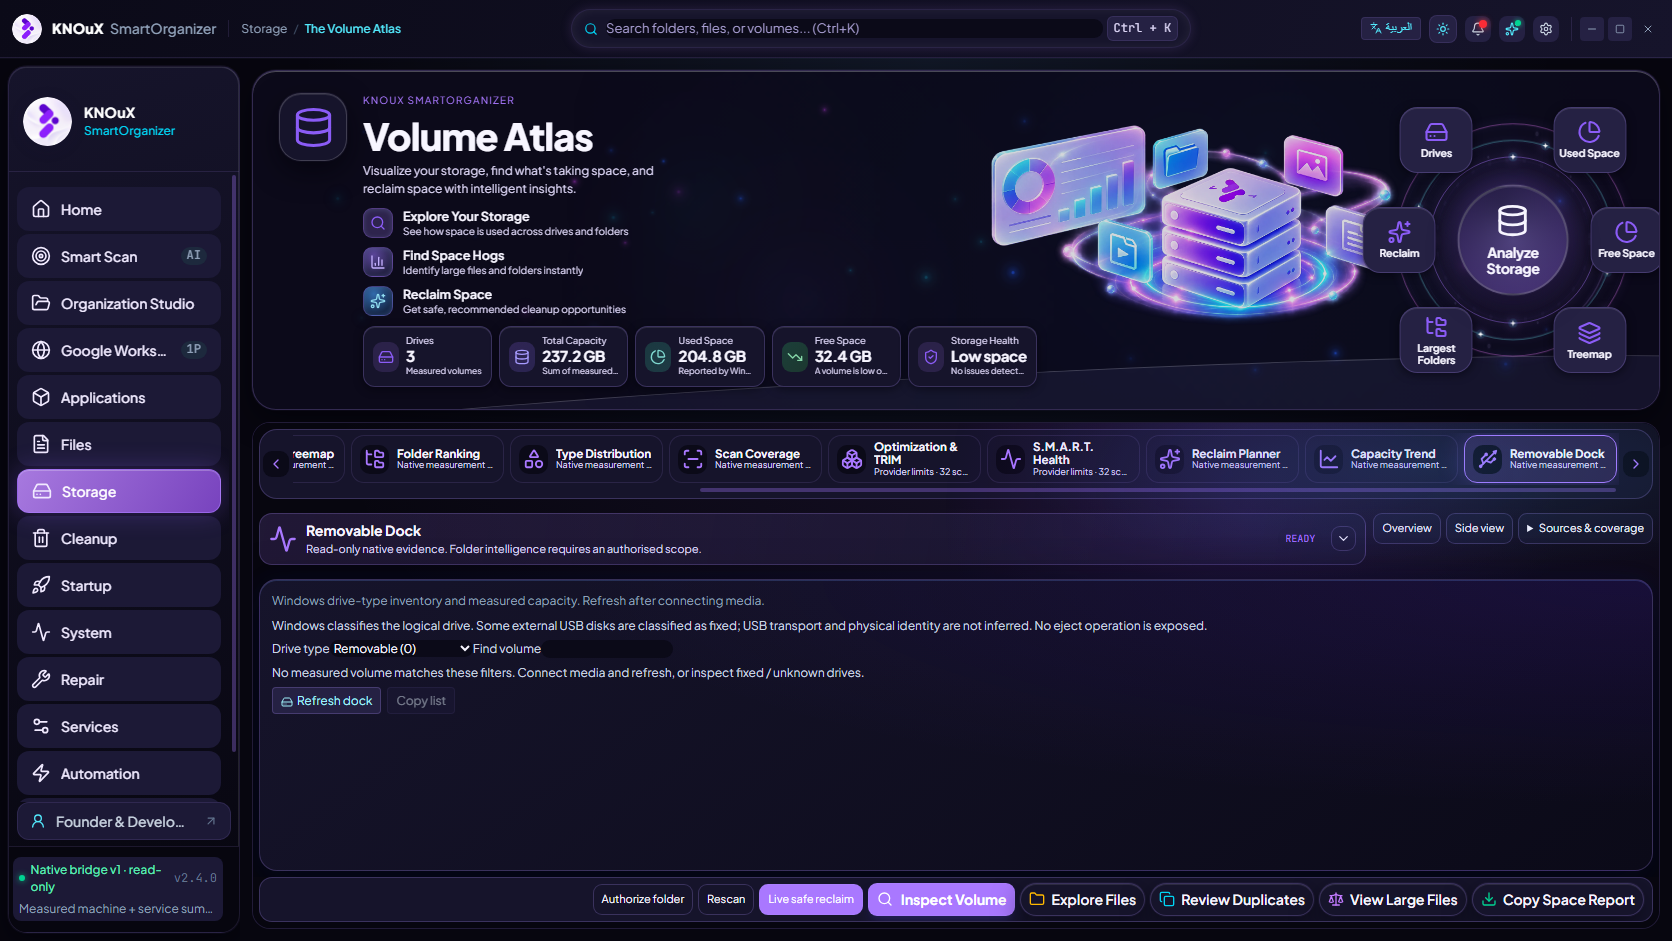 KNOuX SmartOrganizer
Storage / The Volume Atlas
Search folders, files, or volumes... (Ctrl+K)
Ctrl + K
العربية
KNOuX
SmartOrganizer
Home
Smart Scan AI
Organization Studio
Google Works... 1P
Applications
Files
Storage
Cleanup
Startup
System
Repair
Services
Automation
Founder & Develo...
Native bridge v1 · read-only
v2.4.0
Measured machine + service sum...
KNOUX SMARTORGANIZER
Volume Atlas
Visualize your storage, find what's taking space, and
reclaim space with intelligent insights.
Explore Your Storage
See how space is used across drives and folders
Find Space Hogs
Identify large files and folders instantly
Reclaim Space
Get safe, recommended cleanup opportunities
Drives
3
Measured volumes
Total Capacity
237.2 GB
Sum of measured...
Used Space
204.8 GB
Reported by Win...
Free Space
32.4 GB
A volume is low o...
Storage Health
Low space
No issues detect...
Drives
Used Space
Reclaim
Analyze
Storage
Free Space
Largest
Folders
Treemap
reemap
urement ...
Folder Ranking
Native measurement ...
Type Distribution
Native measurement ...
Scan Coverage
Native measurement ...
Optimization &
TRIM
Provider limits · 32 sc...
S.M.A.R.T.
Health
Provider limits · 32 sc...
Reclaim Planner
Native measurement ...
Capacity Trend
Native measurement ...
Removable Dock
Native measurement ...
Removable Dock
Read-only native evidence. Folder intelligence requires an authorised scope.
READY
Overview
Side view
Sources & coverage
Windows drive-type inventory and measured capacity. Refresh after connecting media.
Windows classifies the logical drive. Some external USB disks are classified as fixed; USB transport and physical identity are not inferred. No eject operation is exposed.
Drive type Removable (0) Find volume
No measured volume matches these filters. Connect media and refresh, or inspect fixed / unknown drives.
Refresh dock
Copy list
Authorize folder
Rescan
Live safe reclaim
Inspect Volume
Explore Files
Review Duplicates
View Large Files
Copy Space Report